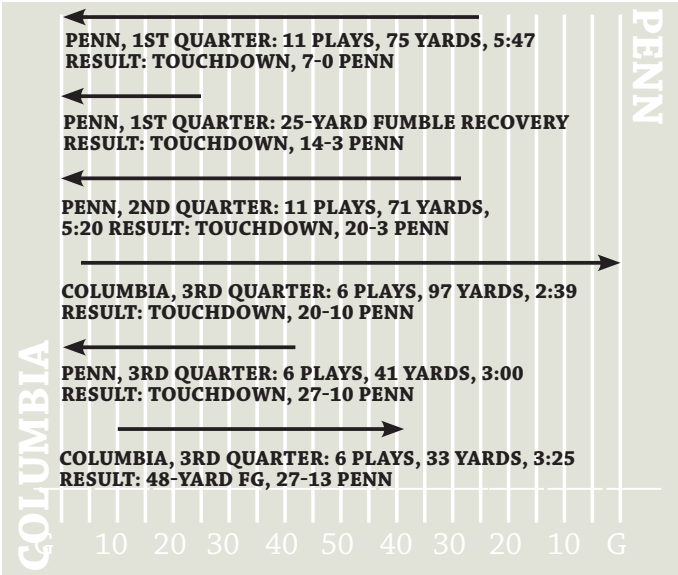 PENN
PENN, 1ST QUARTER: 11 PLAYS, 75 YARDS, 5:47
RESULT: TOUCHDOWN, 7-0 PENN
PENN, 1ST QUARTER: 25-YARD FUMBLE RECOVERY
RESULT: TOUCHDOWN, 14-3 PENN
PENN, 2ND QUARTER: 11 PLAYS, 71 YARDS,
5:20 RESULT: TOUCHDOWN, 20-3 PENN
COLUMBIA, 3RD QUARTER: 6 PLAYS, 97 YARDS, 2:39
RESULT: TOUCHDOWN, 20-10 PENN
PENN, 3RD QUARTER: 6 PLAYS, 41 YARDS, 3:00
RESULT: TOUCHDOWN, 27-10 PENN
COLUMBIA, 3RD QUARTER: 6 PLAYS, 33 YARDS, 3:25
RESULT: 48-YARD FG, 27-13 PENN
COLUMBIA
G 10 20 30 40 50 40 30 20 10 G